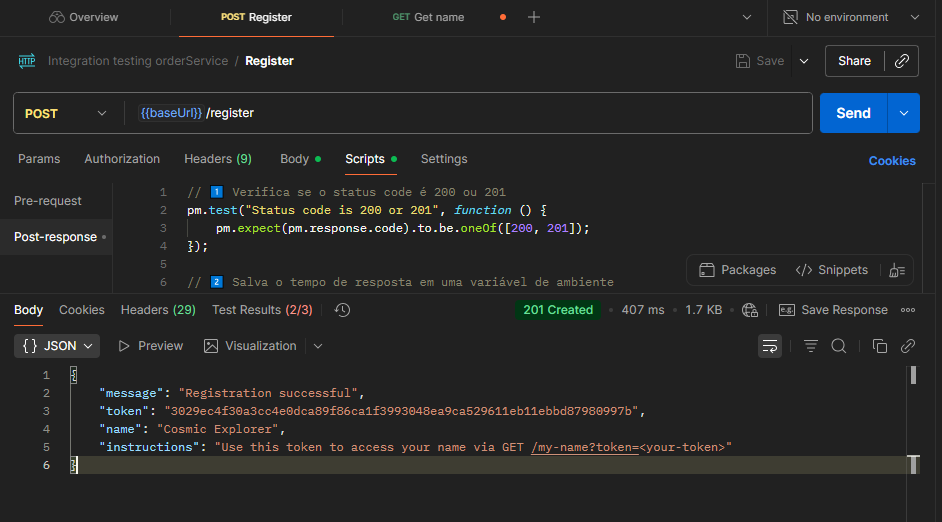 Overview
POST Register
GET Get name
No environment
HTTP
Integration testing orderService / Register
Save
Share
POST
{{baseUrl}} /register
Send
Params
Authorization
Headers (9)
Body
Scripts
Settings
Cookies
Pre-request
Post-response
1 // 1 Verifica se o status code é 200 ou 201
2 pm.test("Status code is 200 or 201", function () {
3 pm.expect(pm.response.code).to.be.oneOf([200, 201]);
4 });
5
6 // 2 Salva o tempo de resposta em uma variável de ambiente
Packages
</> Snippets
Body
Cookies
Headers (29)
Test Results (2/3)
201 Created
407 ms
1.7 KB
e.g.
Save Response
{} JSON
Preview
Visualization
1 {
2 "message": "Registration successful",
3 "token": "3029ec4f30a3cc4e0dca89f86ca1f3993048ea9ca529611eb11ebbd87980997b",
4 "name": "Cosmic Explorer",
5 "instructions": "Use this token to access your name via GET /my-name?token=<your-token>"
6 }